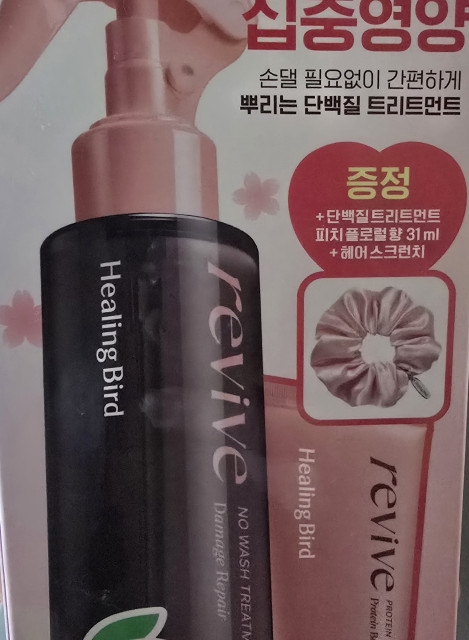 집중영양
손댈 필요없이 간편하게
뿌리는 단백질 트리트먼트
증정
+ 단백질 트리트먼트
피치 플로럴향 31ml
+ 헤어 스크런치
Healing Bird
revive
NO WASH TREATM
Damage Repair
Healing Bird
revive
PROTEIN
Protein B